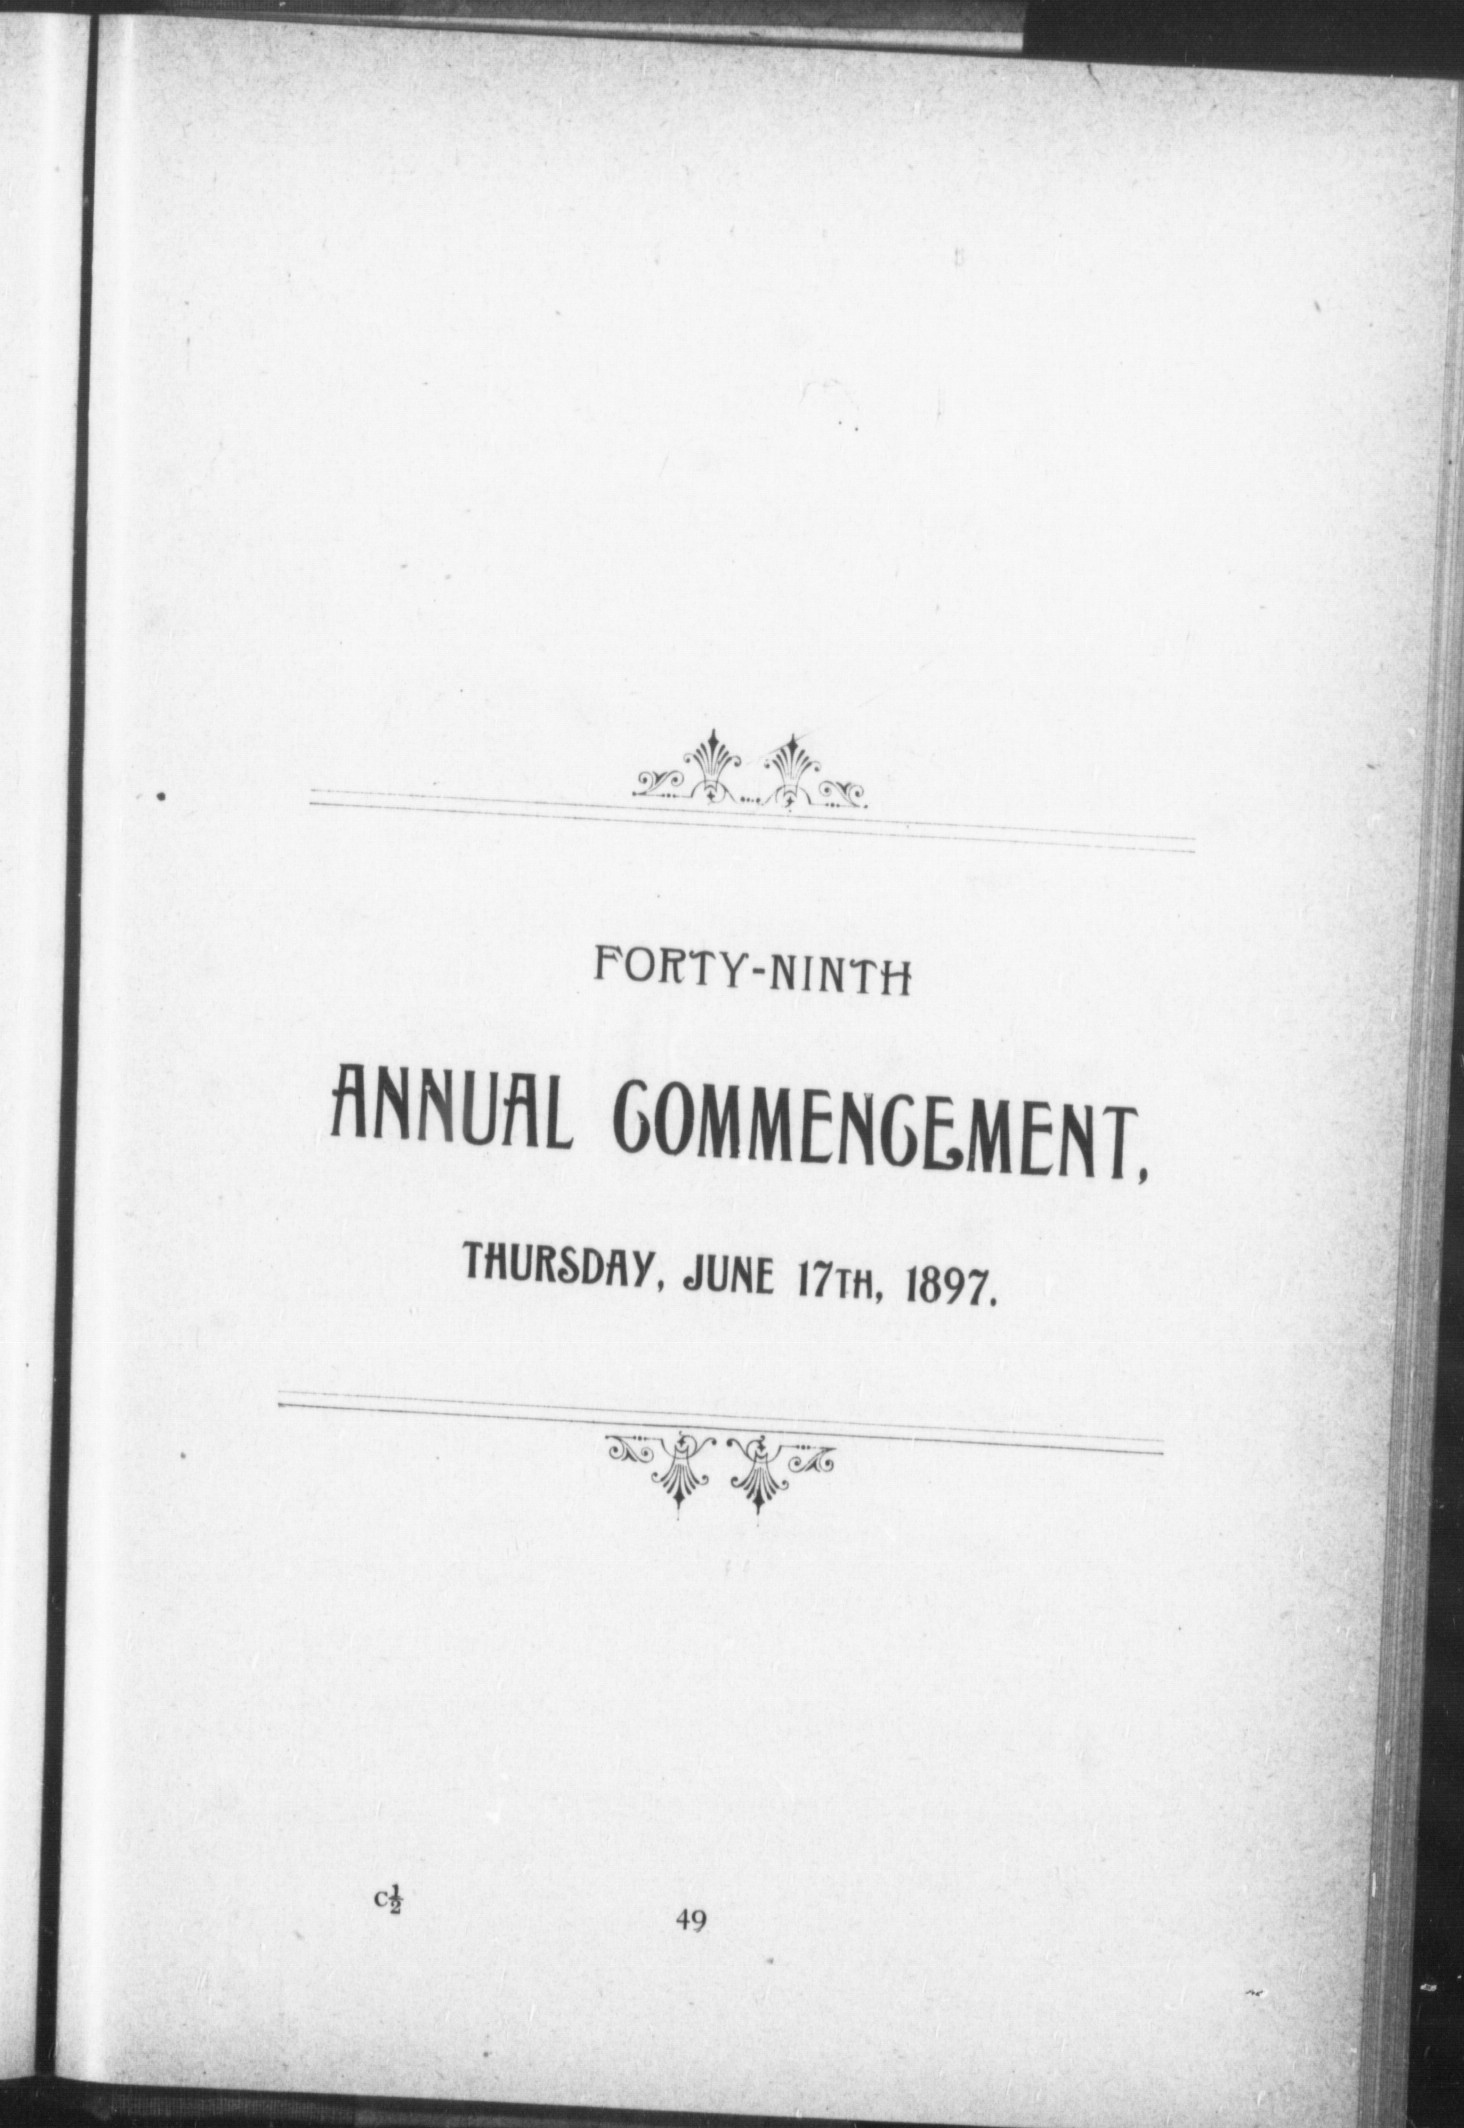 FORTY-NINTH
ANNUAL COMMENCEMENT,
THURSDAY, JUNE 17TH, 1897.
C½
49